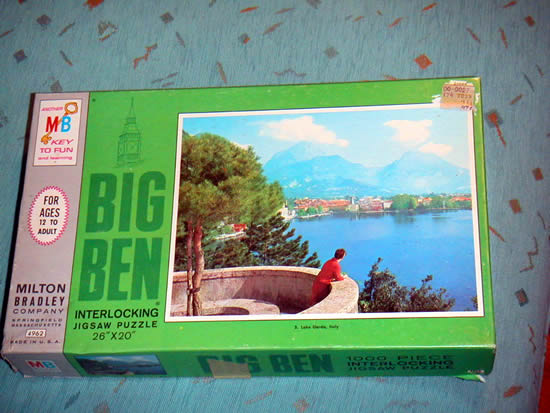 ANOTHER
MB
KEY
TO FUN
and learning
FOR
AGES
12 TO
ADULT
MILTON
BRADLEY
COMPANY
SPRINGFIELD
MASSACHUSETTS
4962
MADE IN U.S.A.
BIG
BEN
INTERLOCKING
JIGSAW PUZZLE
26"X20"
Lake Garda, Italy
MB
BIG BEN
1000 PIECE
INTERLOCKING
JIGSAW PUZZLE